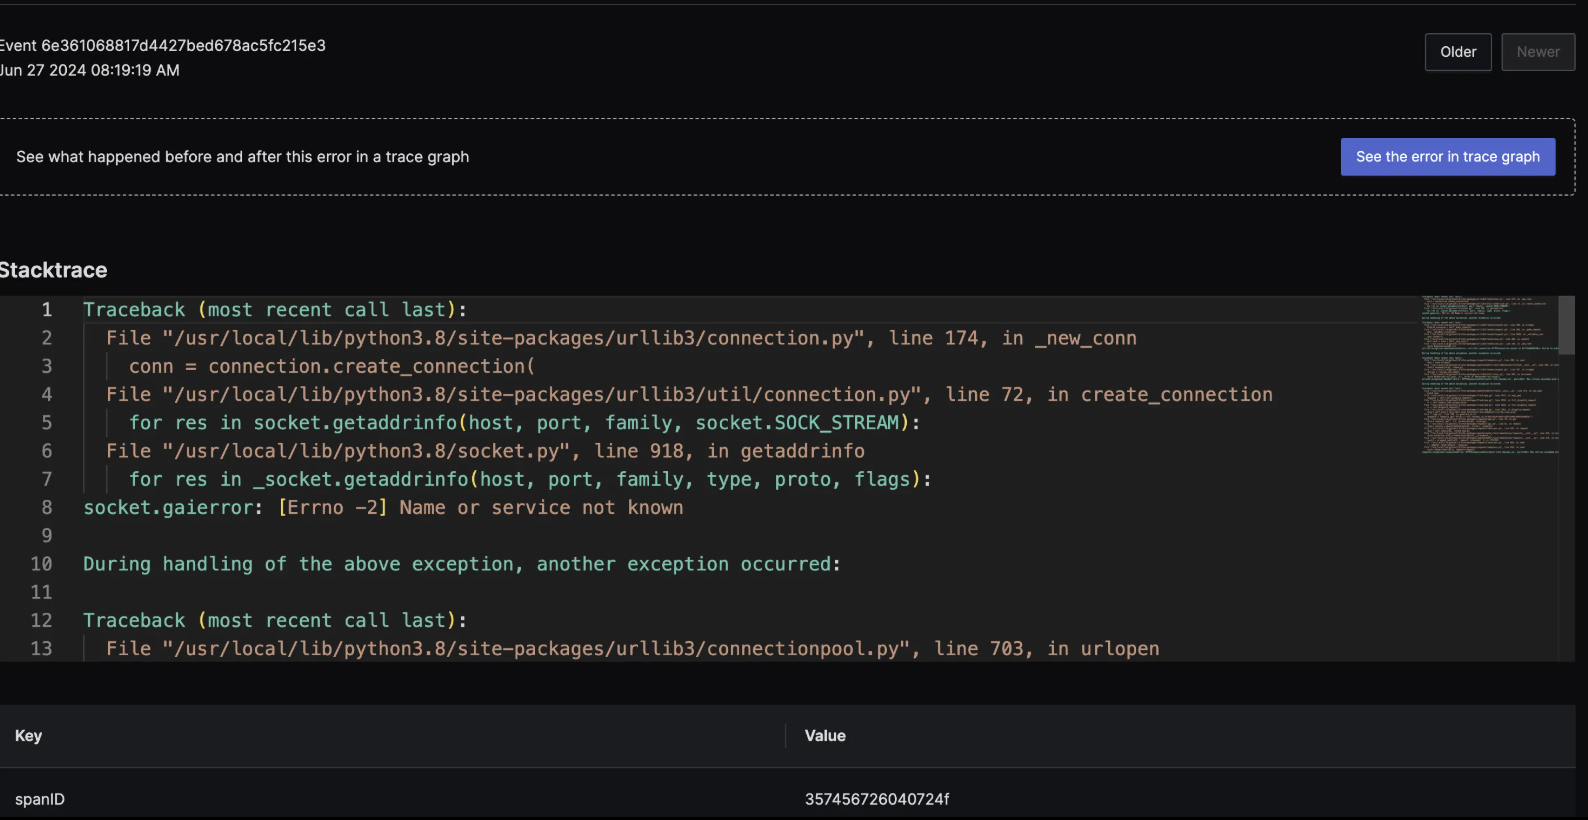 Event 6e361068817d4427bed678ac5fc215e3
Jun 27 2024 08:19:19 AM
Older
Newer
See what happened before and after this error in a trace graph
See the error in trace graph
Stacktrace
1 Traceback (most recent call last):
2 File "/usr/local/lib/python3.8/site-packages/urllib3/connection.py", line 174, in _new_conn
3 conn = connection.create_connection(
4 File "/usr/local/lib/python3.8/site-packages/urllib3/util/connection.py", line 72, in create_connection
5 for res in socket.getaddrinfo(host, port, family, socket.SOCK_STREAM):
6 File "/usr/local/lib/python3.8/socket.py", line 918, in getaddrinfo
7 for res in _socket.getaddrinfo(host, port, family, type, proto, flags):
8 socket.gaierror: [Errno -2] Name or service not known
9
10 During handling of the above exception, another exception occurred:
11
12 Traceback (most recent call last):
13 File "/usr/local/lib/python3.8/site-packages/urllib3/connectionpool.py", line 703, in urlopen
Key
Value
spanID
357456726040724f